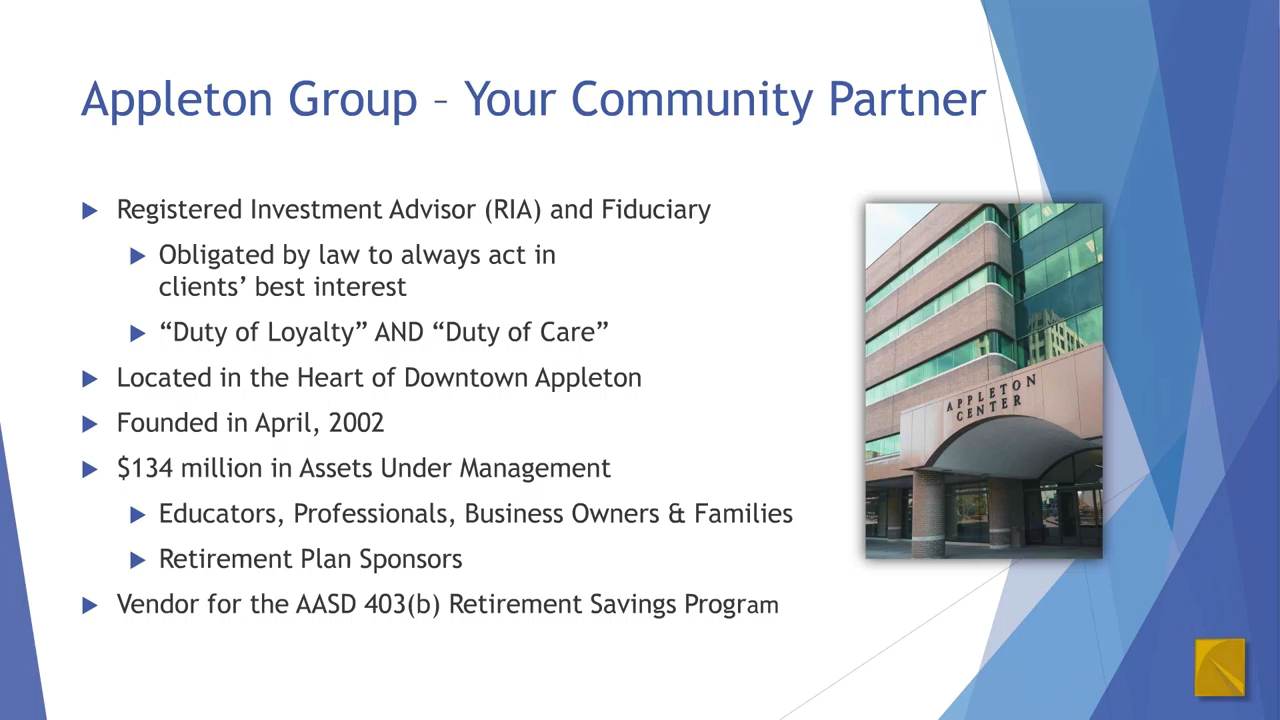 Appleton Group – Your Community Partner
Registered Investment Advisor (RIA) and Fiduciary
Obligated by law to always act in
clients’ best interest
“Duty of Loyalty” AND “Duty of Care”
Located in the Heart of Downtown Appleton
Founded in April, 2002
$134 million in Assets Under Management
Educators, Professionals, Business Owners & Families
Retirement Plan Sponsors
Vendor for the AASD 403(b) Retirement Savings Program
APPLETON
CENTER